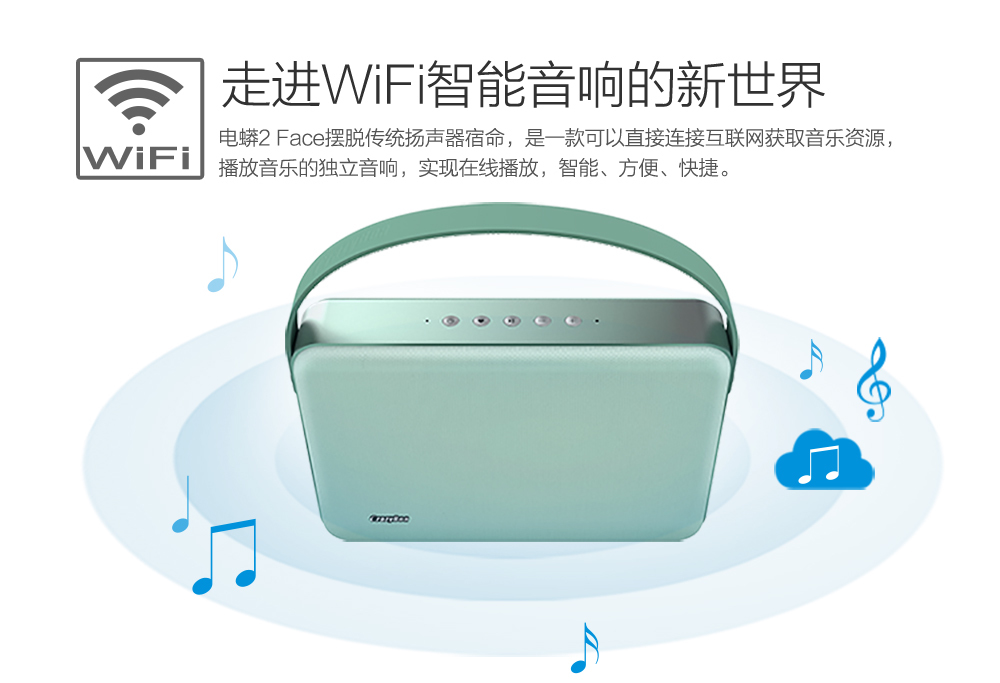 走进WiFi智能音响的新世界
电蟒2 Face摆脱传统扬声器宿命，是一款可以直接连接互联网获取音乐资源，
播放音乐的独立音响，实现在线播放，智能、方便、快捷。
WiFi